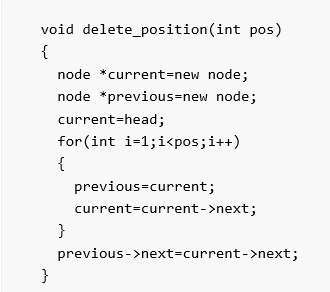 void delete_position(int pos)
{
node *current=new node;
node *previous=new node;
current=head;
for(int i=1;i<pos;i++)
{
previous=current;
current=current->next;
}
previous->next=current->next;
}